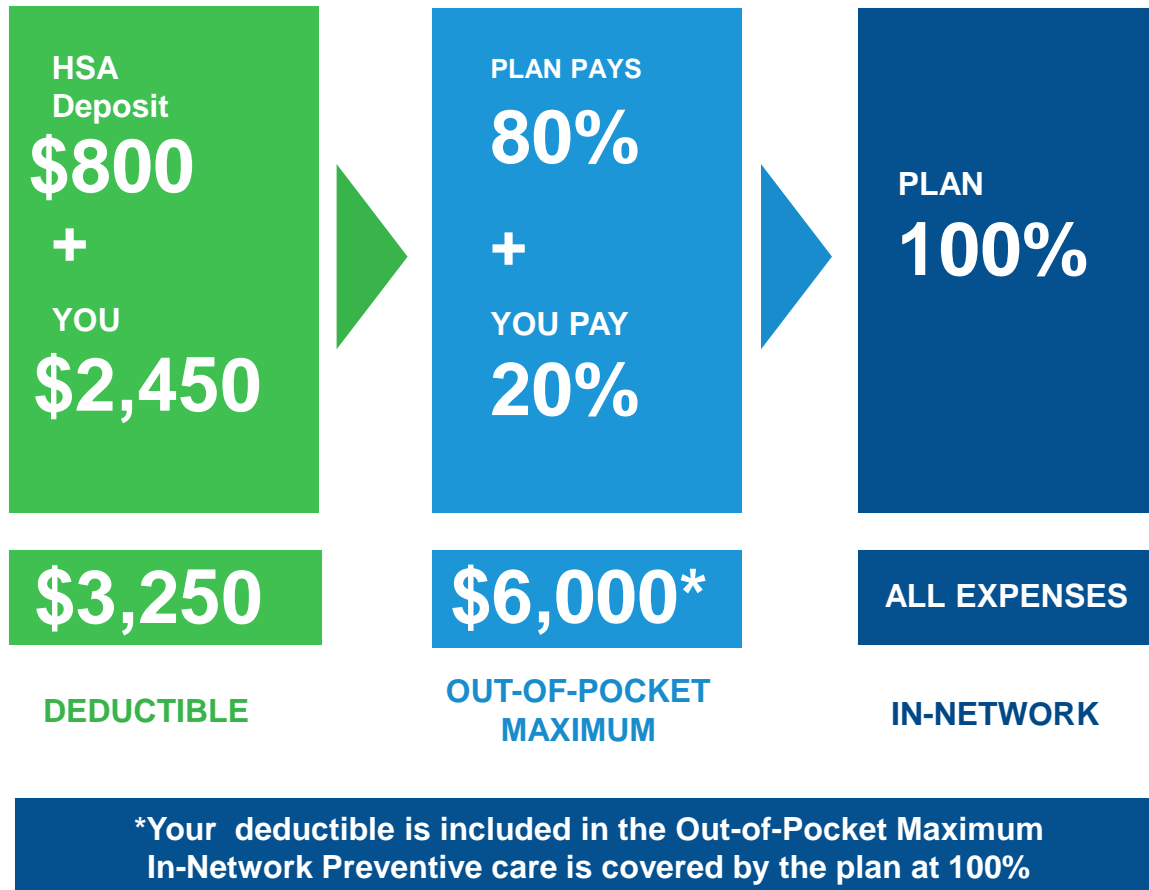 HSA
Deposit
$800
+
YOU
$2,450
$3,250
DEDUCTIBLE
PLAN PAYS
80%
+
YOU PAY
20%
$6,000*
OUT-OF-POCKET
MAXIMUM
PLAN
100%
ALL EXPENSES
IN-NETWORK
*Your deductible is included in the Out-of-Pocket Maximum
In-Network Preventive care is covered by the plan at 100%